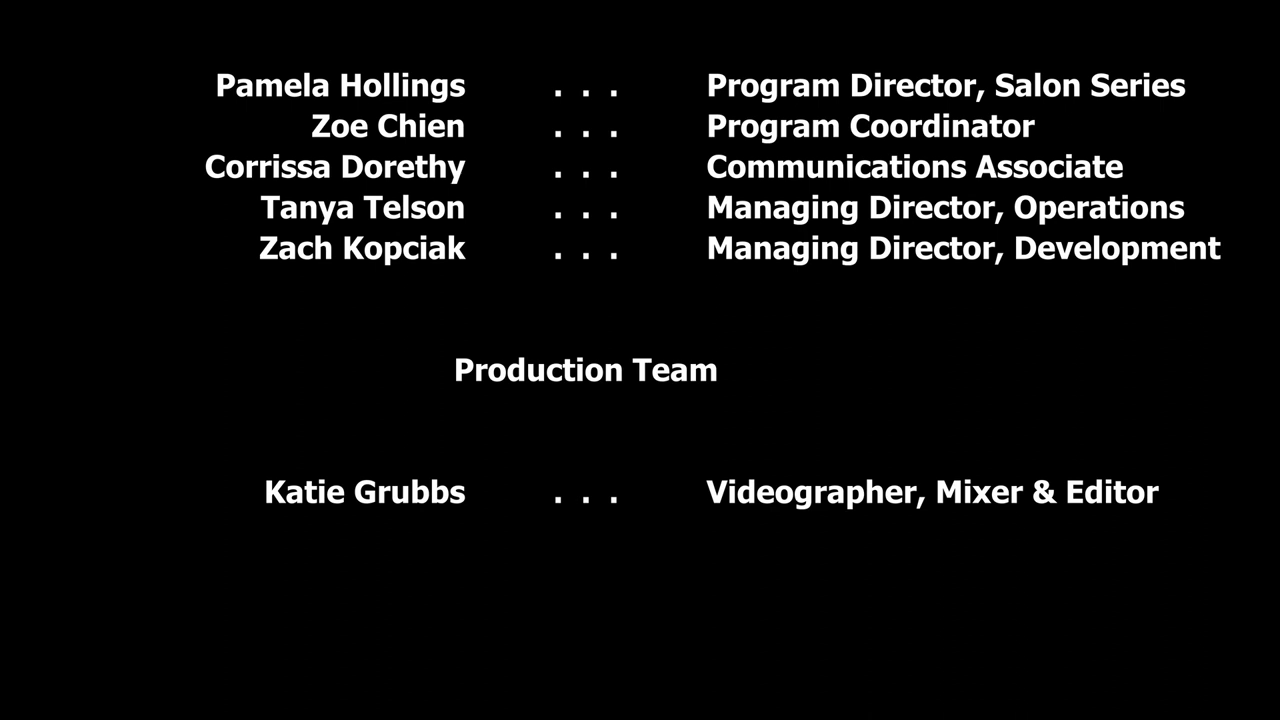 Pamela Hollings . . . Program Director, Salon Series
Zoe Chien . . . Program Coordinator
Corrissa Dorethy . . . Communications Associate
Tanya Telson . . . Managing Director, Operations
Zach Kopciak . . . Managing Director, Development
Production Team
Katie Grubbs . . . Videographer, Mixer & Editor